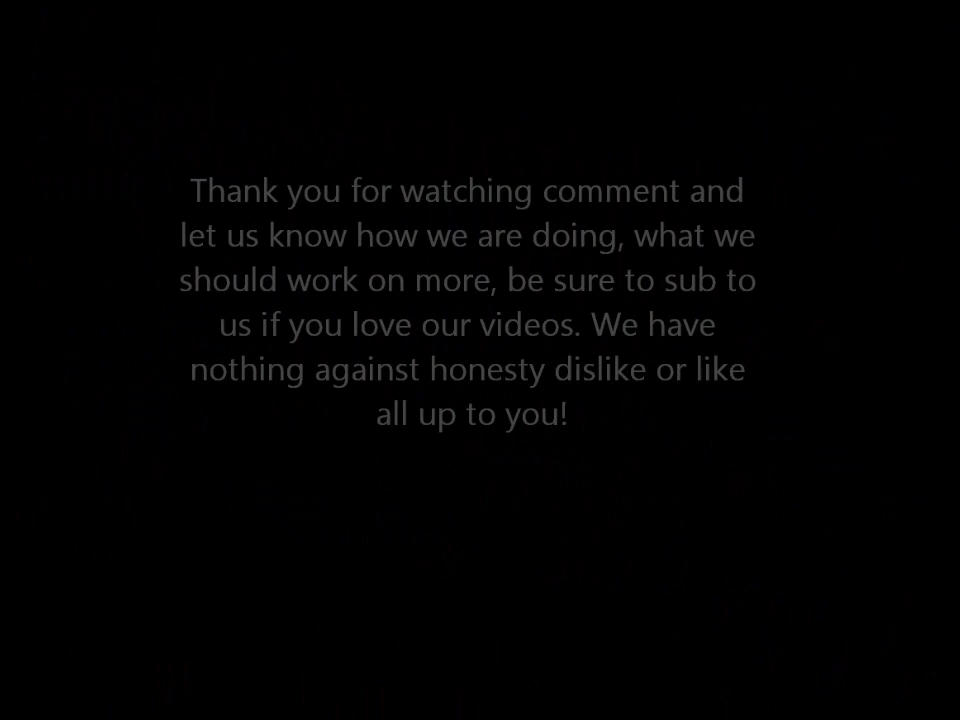 Thank you for watching comment and
let us know how we are doing, what we
should work on more, be sure to sub to
us if you love our videos. We have
nothing against honesty dislike or like
all up to you!